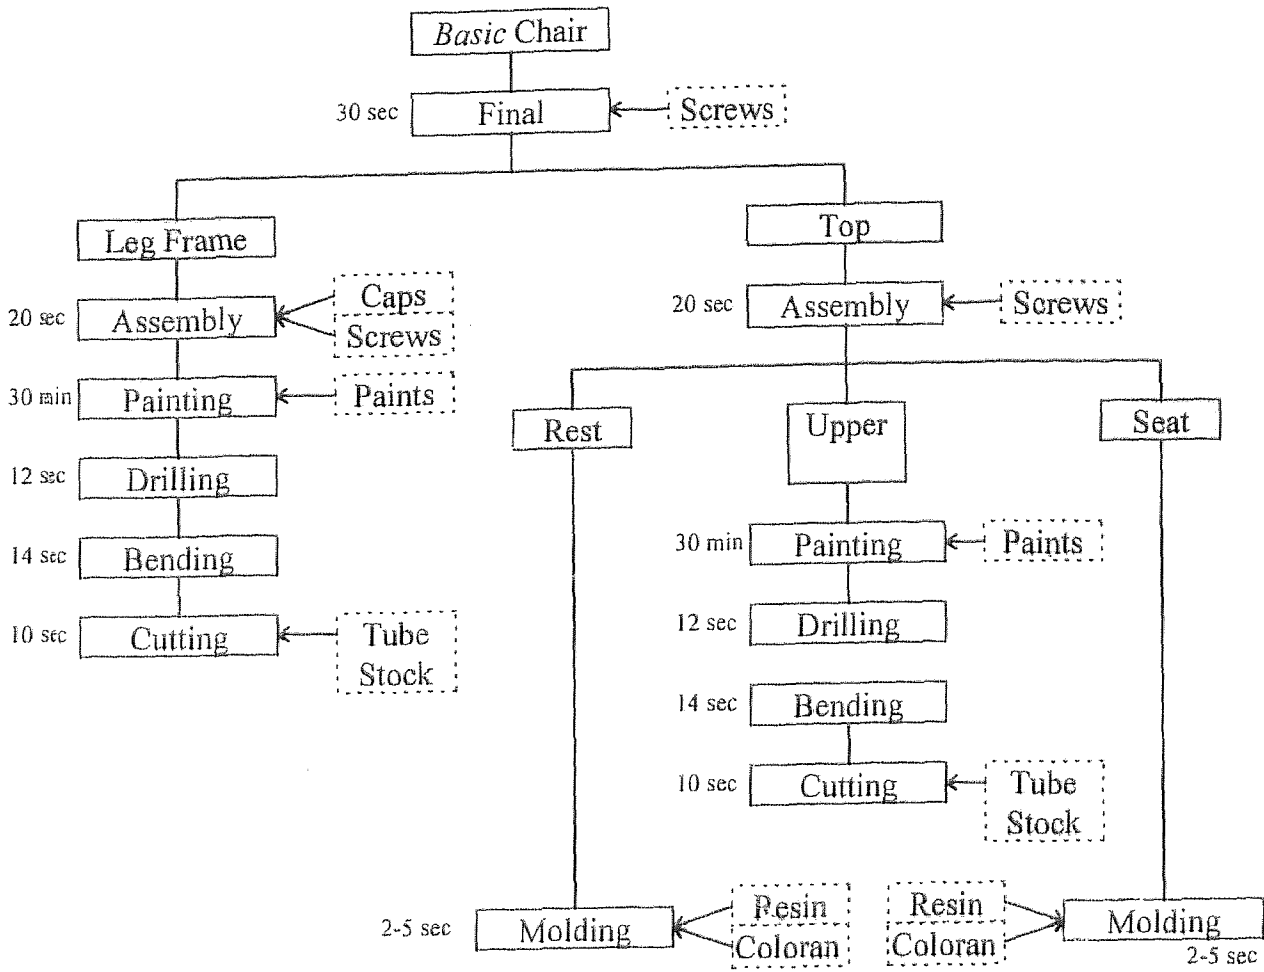 Basic Chair
30 sec
Final
Screws
Leg Frame
Top
20 sec
Assembly
Caps
Screws
20 sec
Assembly
Screws
30 min
Painting
Paints
Rest
Upper
Seat
12 sec
Drilling
30 min
Painting
Paints
14 sec
Bending
12 sec
Drilling
10 sec
Cutting
Tube
Stock
14 sec
Bending
10 sec
Cutting
Tube
Stock
2-5 sec
Molding
Resin
Coloran
Resin
Coloran
Molding
2-5 sec